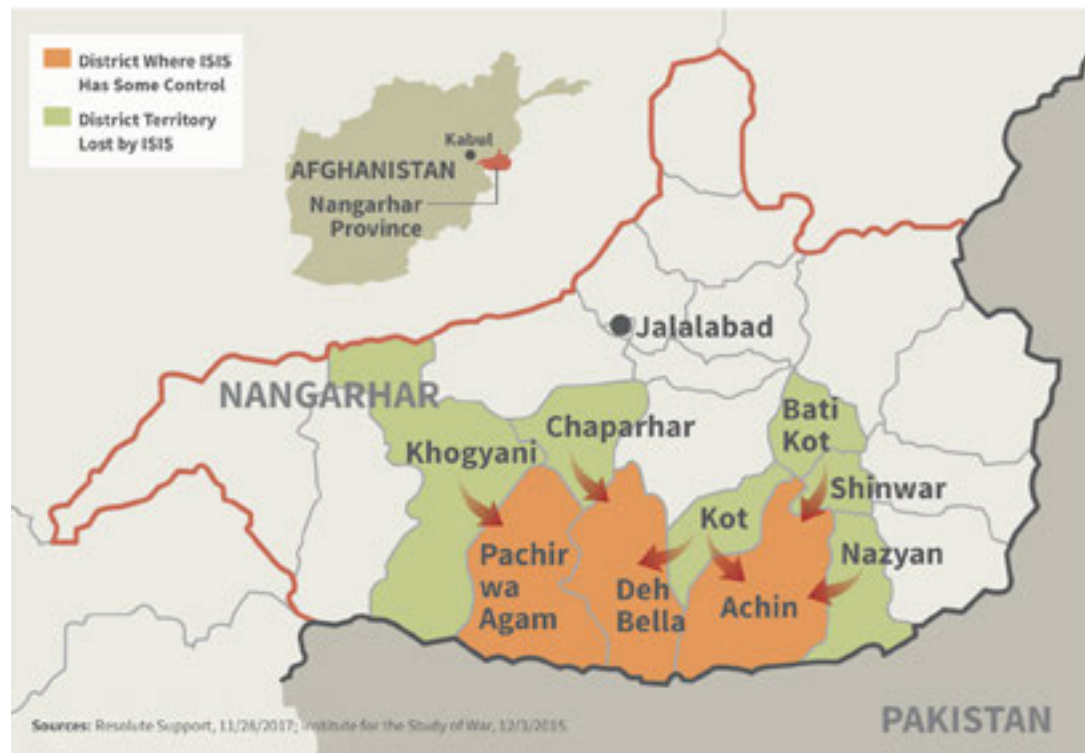 District Where ISIS
Has Some Control
District Territory
Lost by ISIS
Kabul
AFGHANISTAN
Nangarhar
Province
Jalalabad
NANGARHAR
Khogyani
Chaparhar
Bati
Kot
Shinwar
Kot
Nazyan
Pachir
wa
Agam
Deh
Bella
Achin
Sources: Resolute Support, 11/28/2017; Institute for the Study of War, 12/3/2015.
PAKISTAN